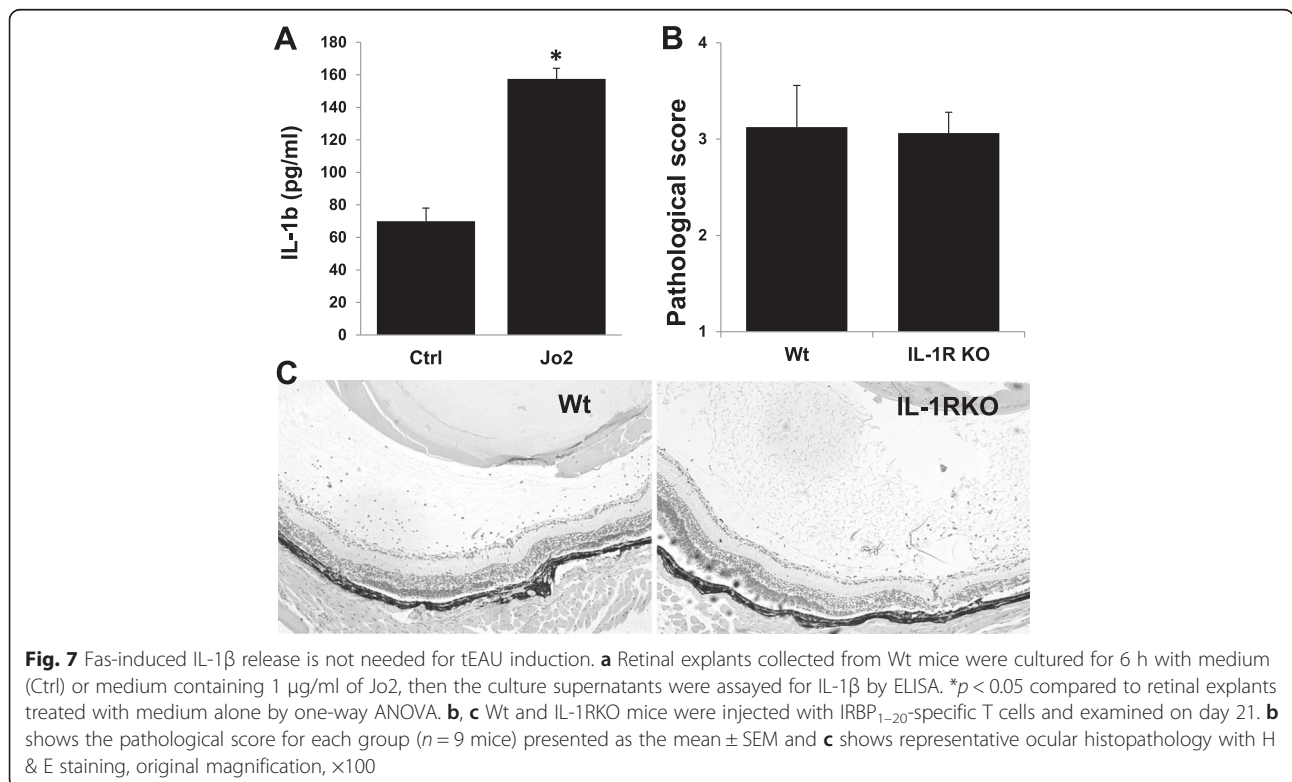 A
IL-1b (pg/ml)
180
160
140
120
100
80
60
40
20
0
*
Ctrl
Jo2
B
Pathological score
4
3
2
1
Wt
IL-1R KO
C
Wt
IL-1RKO
Fig. 7 Fas-induced IL-1β release is not needed for tEAU induction. a Retinal explants collected from Wt mice were cultured for 6 h with medium
(Ctrl) or medium containing 1 μg/ml of Jo2, then the culture supernatants were assayed for IL-1β by ELISA. *p < 0.05 compared to retinal explants
treated with medium alone by one-way ANOVA. b, c Wt and IL-1RKO mice were injected with IRBP1–20-specific T cells and examined on day 21. b
shows the pathological score for each group (n = 9 mice) presented as the mean ± SEM and c shows representative ocular histopathology with H
& E staining, original magnification, ×100